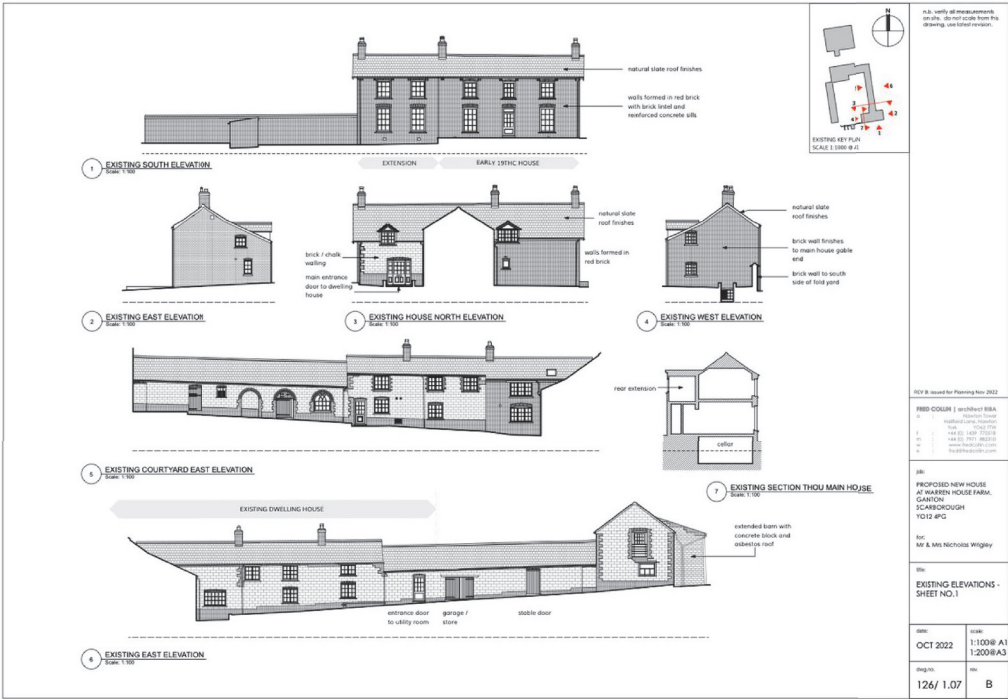 n.b. verify all measurements
on site. do not scale from this
drawing. use latest revision.
N
EXISTING KEY PLAN
SCALE 1:1000 @ A1
natural slate roof finishes
walls formed in red brick
with brick lintel and
reinforced concrete sills
1
EXISTING SOUTH ELEVATION
Scale: 1:100
EXTENSION
EARLY 19THC HOUSE
brick / chalk
walling
main entrance
door to dwelling
house
natural slate
roof finishes
walls formed in
red brick
natural slate
roof finishes
brick wall finishes
to main house gable
end
brick wall to south
side of fold yard
2
EXISTING EAST ELEVATION
Scale: 1:100
3
EXISTING HOUSE NORTH ELEVATION
Scale: 1:100
4
EXISTING WEST ELEVATION
Scale: 1:100
rear extension
cellar
5
EXISTING COURTYARD EAST ELEVATION
Scale: 1:100
7
EXISTING SECTION THOU MAIN HOUSE
Scale: 1:100
EXISTING DWELLING HOUSE
extended barn with
concrete block and
asbestos roof
entrance door
to utility room
garage /
store
stable door
6
EXISTING EAST ELEVATION
Scale: 1:100
REV B: issued for Planning Nov 2022
FRED COLLIN | architect RIBA
job:
PROPOSED NEW HOUSE
AT WARREN HOUSE FARM,
GANTON
SCARBOROUGH
YO12 4PG
for:
Mr & Mrs Nicholas Wrigley
title:
EXISTING ELEVATIONS -
SHEET NO.1
date:
OCT 2022
scale:
1:100@ A1
1:200@A3
dwg.no.
126/ 1.07
rev.
B